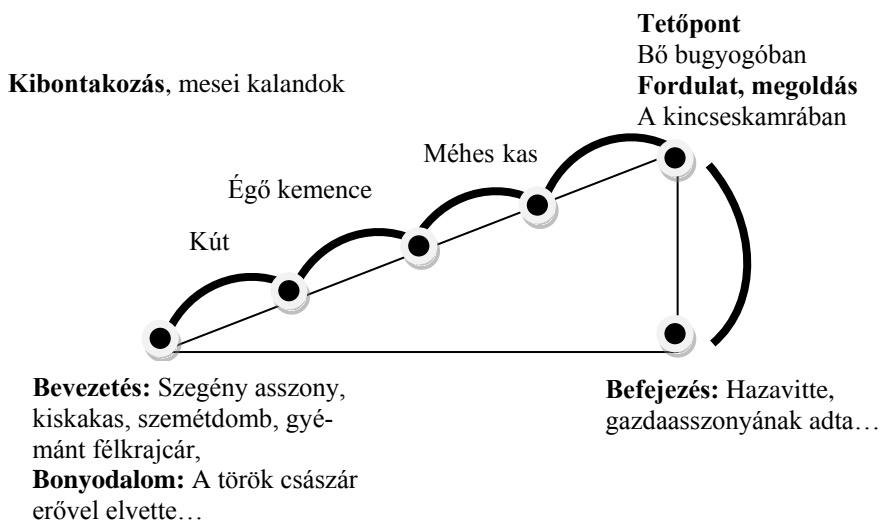 Tetőpont
Bő bugyogóban
Fordulat, megoldás
A kincseskamrában
Kibontakozás, mesei kalandok
Méhes kas
Égő kemence
Kút
Bevezetés: Szegény asszony,
kiskakas, szemétdomb, gyé-
mánt félkrajcár,
Bonyodalom: A török császár
erővel elvette…
Befejezés: Hazavitte,
gazdaasszonyának adta…